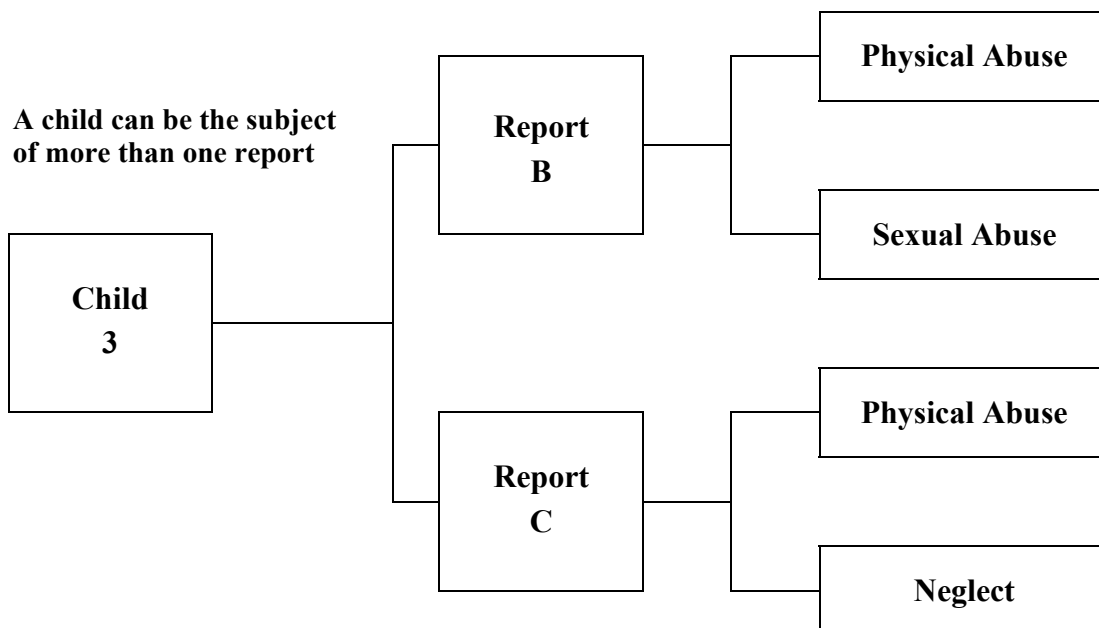 A child can be the subject
of more than one report
Child
3
Report
B
Physical Abuse
Sexual Abuse
Report
C
Physical Abuse
Neglect